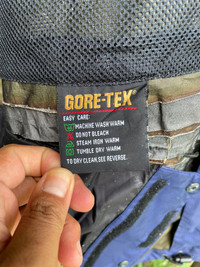 GORE-TEX®
EASY CARE:
MACHINE WASH WARM
DO NOT BLEACH
STEAM IRON WARM
TUMBLE DRY WARM
TO DRY CLEAN, SEE REVERSE.